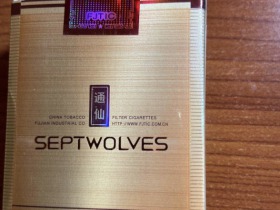 FJTIC
通
仙
CHINA TOBACCO FILTER CIGARETTES
FUJIAN INDUSTRIAL CO HTTP://WWW.FJTIC.COM.CN
SEPTWOLVES